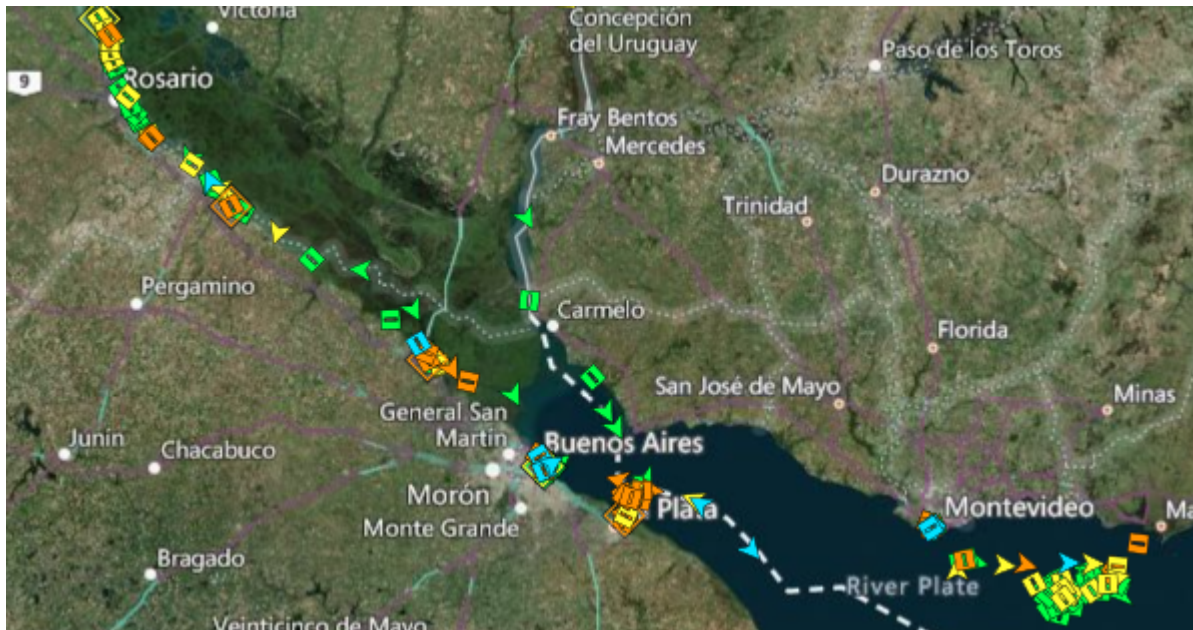 Victoria
Concepción
del Uruguay
Paso de los Toros
9
Rosario
Fray Bentos
Mercedes
Durazno
Trinidad
Pergamino
Carmelo
Florida
San José de Mayo
Minas
General San
Martín
Junín
Chacabuco
Buenos Aires
Morón
Monte Grande
Plata
Montevideo
Ma
Bragado
River Plate
Veinticinco de Mayo